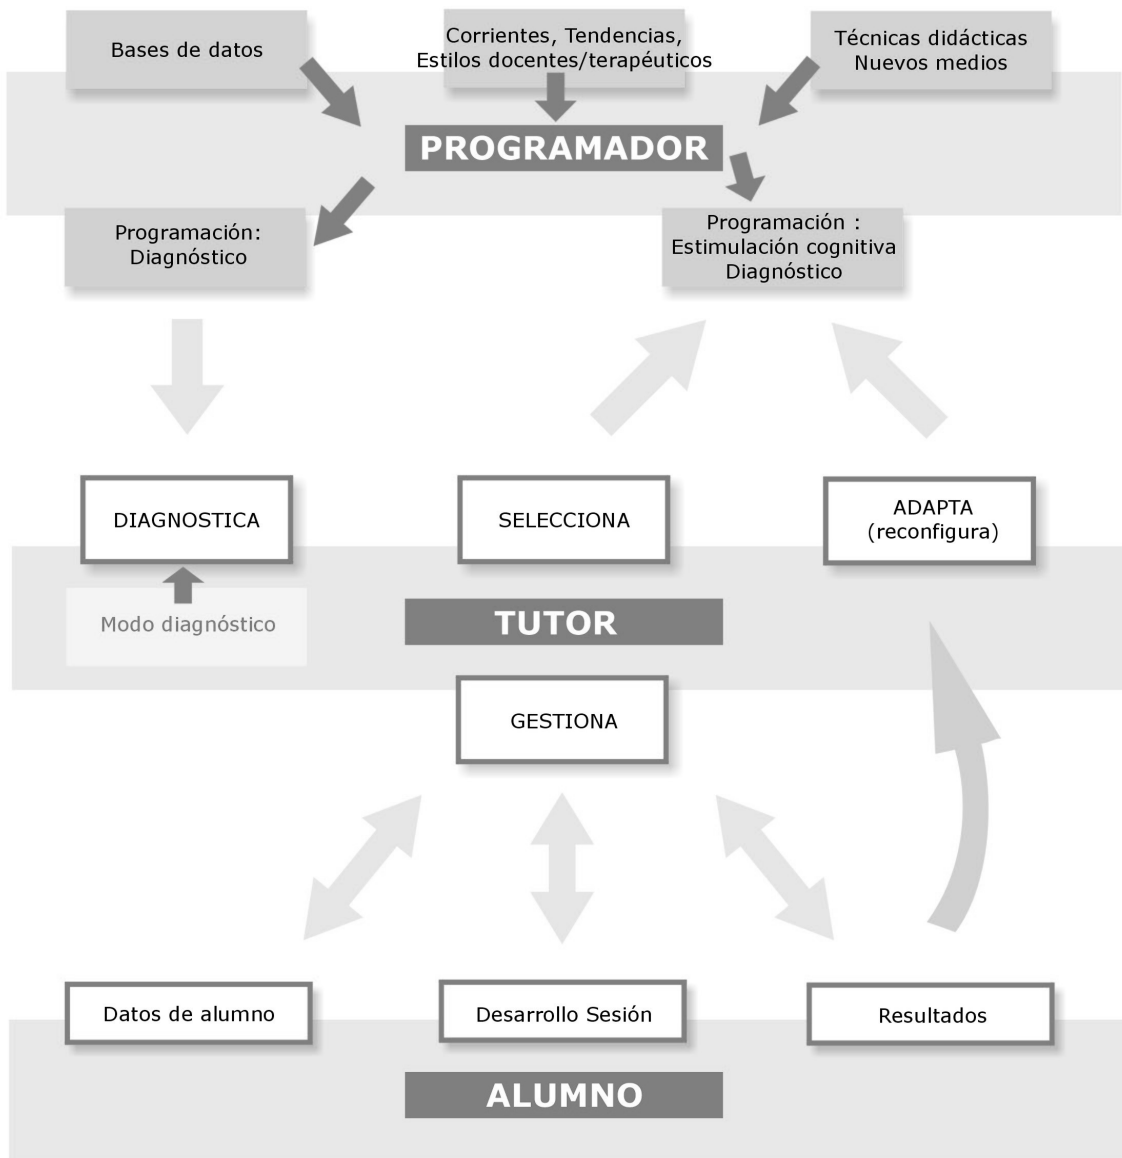 Bases de datos
Corrientes, Tendencias,
Estilos docentes/terapéuticos
Técnicas didácticas
Nuevos medios
PROGRAMADOR
Programación:
Diagnóstico
Programación :
Estimulación cognitiva
Diagnóstico
DIAGNOSTICA
SELECCIONA
ADAPTA
(reconfigura)
Modo diagnóstico
TUTOR
GESTIONA
Datos de alumno
Desarrollo Sesión
Resultados
ALUMNO